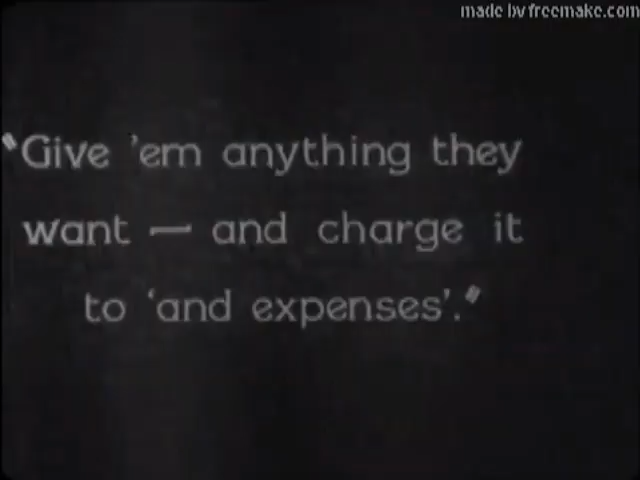 made by freemake.com
"Give 'em anything they
want — and charge it
to 'and expenses'."